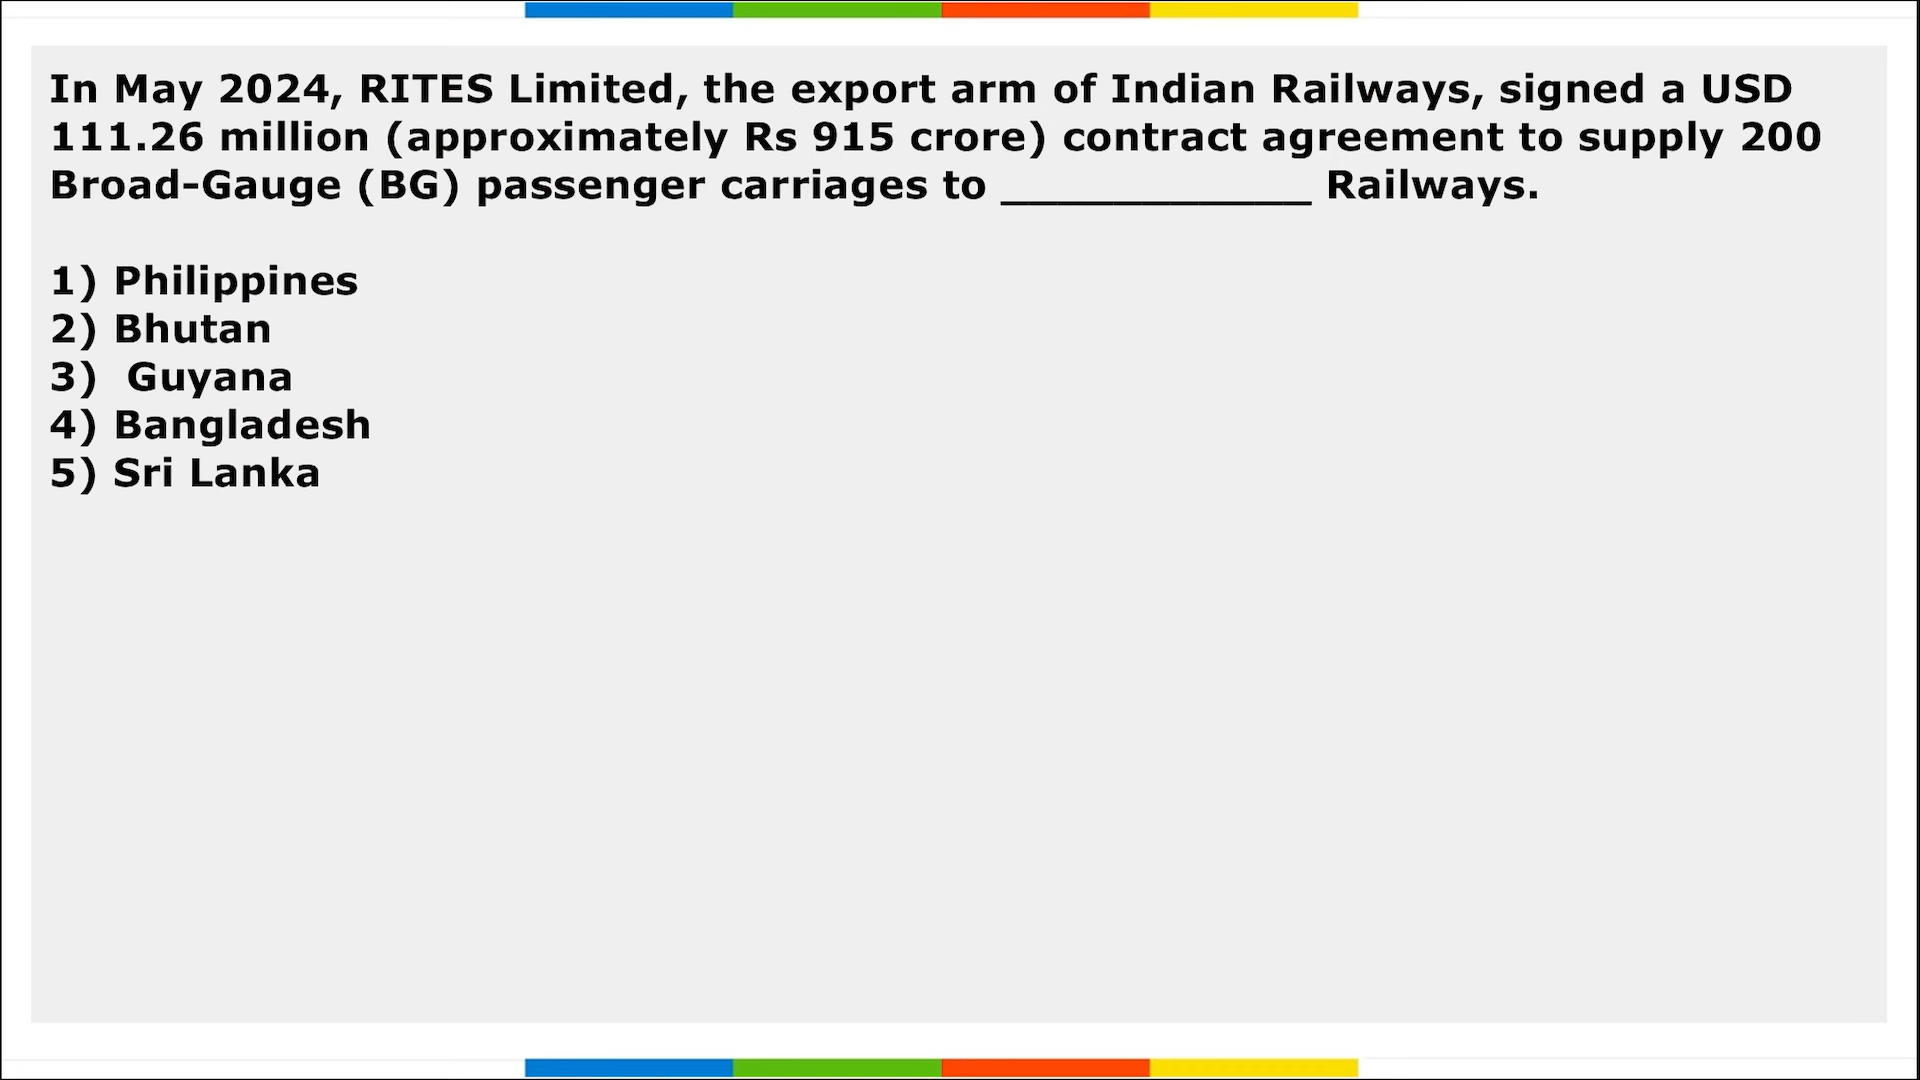 In May 2024, RITES Limited, the export arm of Indian Railways, signed a USD
111.26 million (approximately Rs 915 crore) contract agreement to supply 200
Broad-Gauge (BG) passenger carriages to ___________ Railways.
1) Philippines
2) Bhutan
3)  Guyana
4) Bangladesh
5) Sri Lanka